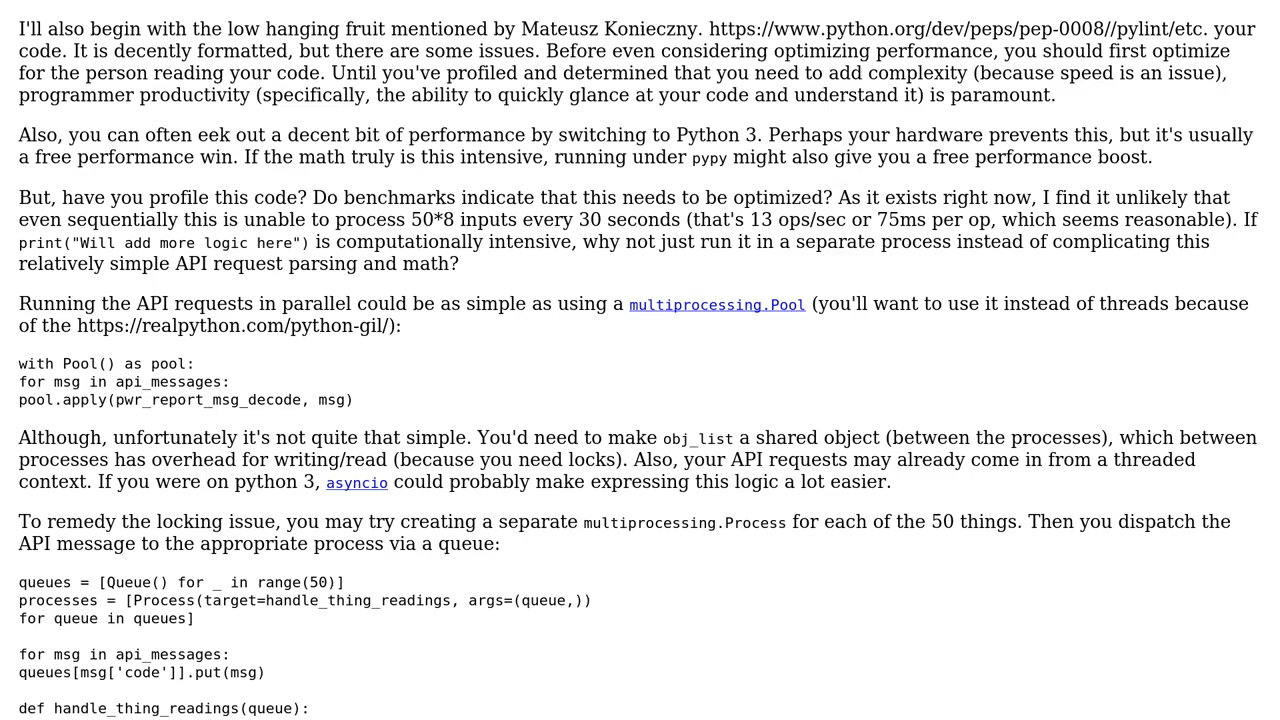 I'll also begin with the low hanging fruit mentioned by Mateusz Konieczny. https://www.python.org/dev/peps/pep-0008//pylint/etc. your
code. It is decently formatted, but there are some issues. Before even considering optimizing performance, you should first optimize
for the person reading your code. Until you've profiled and determined that you need to add complexity (because speed is an issue),
programmer productivity (specifically, the ability to quickly glance at your code and understand it) is paramount.
Also, you can often eek out a decent bit of performance by switching to Python 3. Perhaps your hardware prevents this, but it's usually
a free performance win. If the math truly is this intensive, running under pypy might also give you a free performance boost.
But, have you profile this code? Do benchmarks indicate that this needs to be optimized? As it exists right now, I find it unlikely that
even sequentially this is unable to process 50*8 inputs every 30 seconds (that's 13 ops/sec or 75ms per op, which seems reasonable). If
print("Will add more logic here") is computationally intensive, why not just run it in a separate process instead of complicating this
relatively simple API request parsing and math?
Running the API requests in parallel could be as simple as using a multiprocessing.Pool (you'll want to use it instead of threads because
of the https://realpython.com/python-gil/):
with Pool() as pool:
for msg in api_messages:
pool.apply(pwr_report_msg_decode, msg)
Although, unfortunately it's not quite that simple. You'd need to make obj_list a shared object (between the processes), which between
processes has overhead for writing/read (because you need locks). Also, your API requests may already come in from a threaded
context. If you were on python 3, asyncio could probably make expressing this logic a lot easier.
To remedy the locking issue, you may try creating a separate multiprocessing.Process for each of the 50 things. Then you dispatch the
API message to the appropriate process via a queue:
queues = [Queue() for _ in range(50)]
processes = [Process(target=handle_thing_readings, args=(queue,))
for queue in queues]
for msg in api_messages:
queues[msg['code']].put(msg)
def handle_thing_readings(queue):